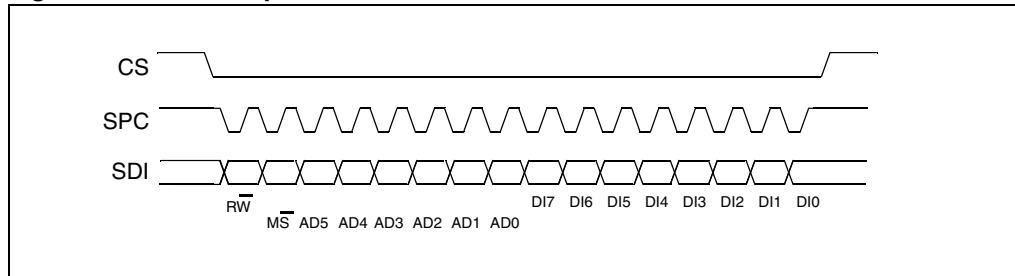 CS
SPC
SDI
RW̅ DI7 DI6 DI5 DI4 DI3 DI2 DI1 DI0
MS̅ AD5 AD4 AD3 AD2 AD1 AD0